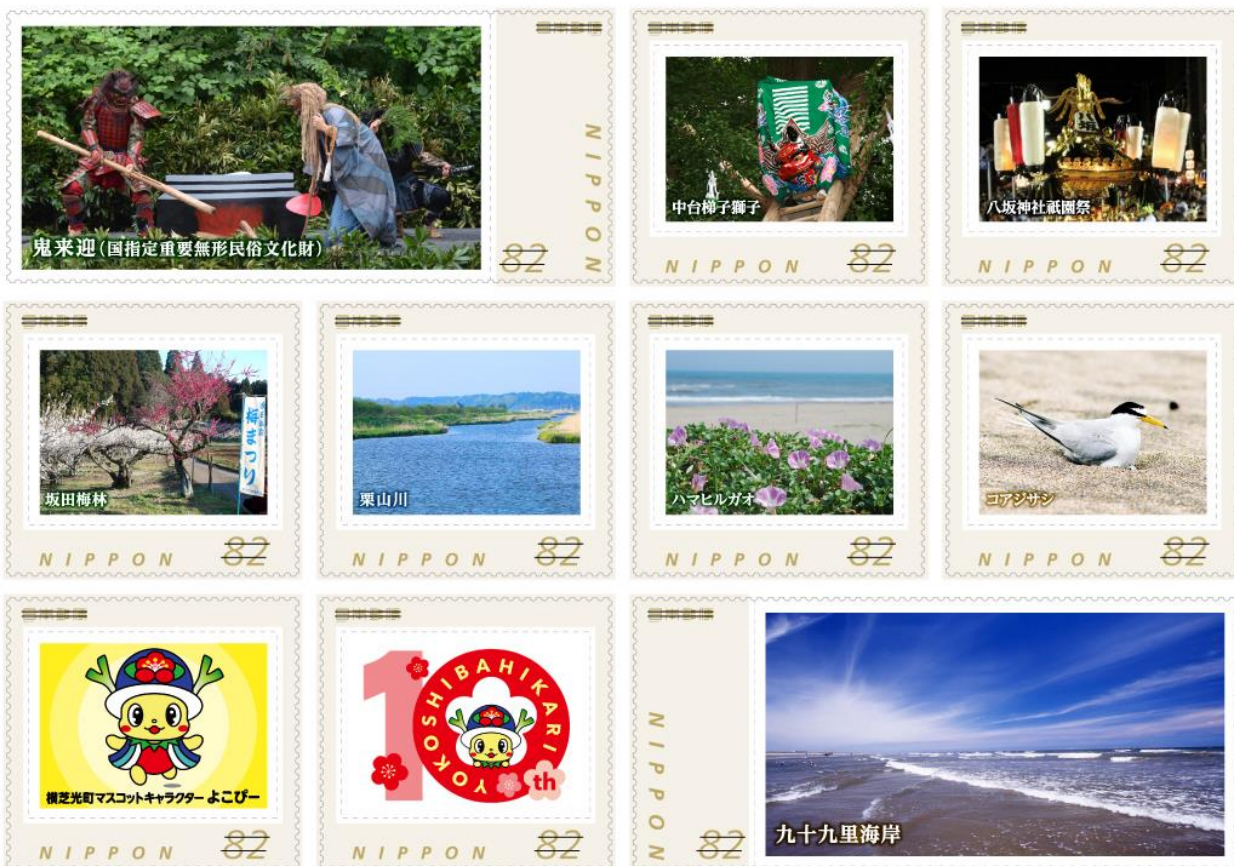 鬼来迎(国指定重要無形民俗文化財)
NIPPON
82
中台梯子獅子
NIPPON
82
八坂神社祇園祭
NIPPON
82
梅まつり
坂田梅林
NIPPON
82
栗山川
NIPPON
82
ハマヒルガオ
NIPPON
82
コアジサシ
NIPPON
82
横芝光町マスコットキャラクター よこぴー
NIPPON
82
10th
YOKOSHIBAHIKARI
NIPPON
82
NIPPON
82
九十九里海岸